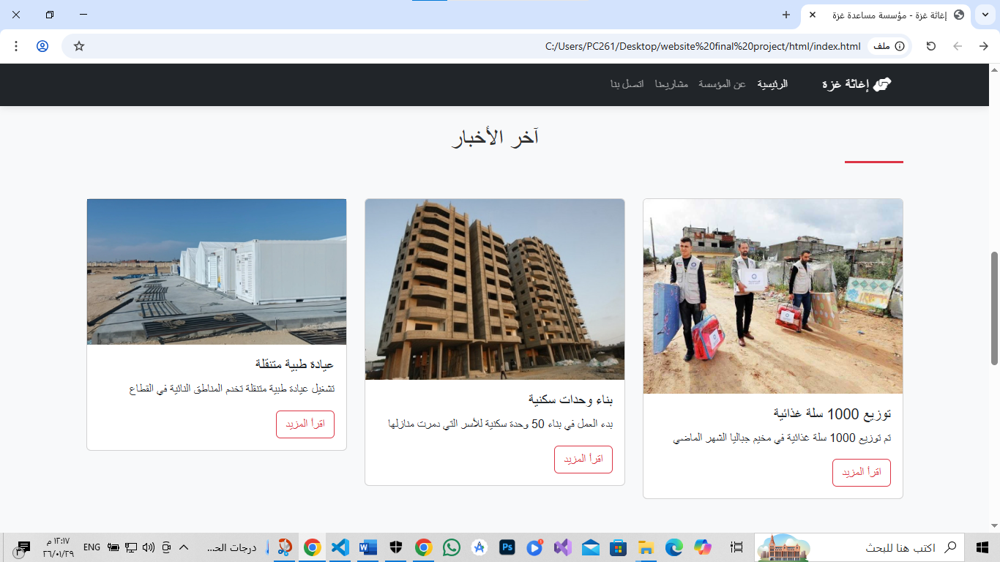 إغاثة غزة - مؤسسة مساعدة غزة
ملف
C:/Users/PC261/Desktop/website%20final%20project/html/index.html
إغاثة غزة
الرئيسية
عن المؤسسة
مشاريعنا
اتصل بنا
آخر الأخبار
توزيع 1000 سلة غذائية
تم توزيع 1000 سلة غذائية في مخيم جباليا الشهر الماضي
اقرأ المزيد
بناء وحدات سكنية
بدء العمل في بناء 50 وحدة سكنية للأسر التي دمرت منازلها
اقرأ المزيد
عيادة طبية متنقلة
تشغيل عيادة طبية متنقلة تخدم المناطق النائية في القطاع
اقرأ المزيد
اكتب هنا للبحث
درجات الحـ...
ENG
١٢:١٧ م
٢٦/٠١/٢٩
٣